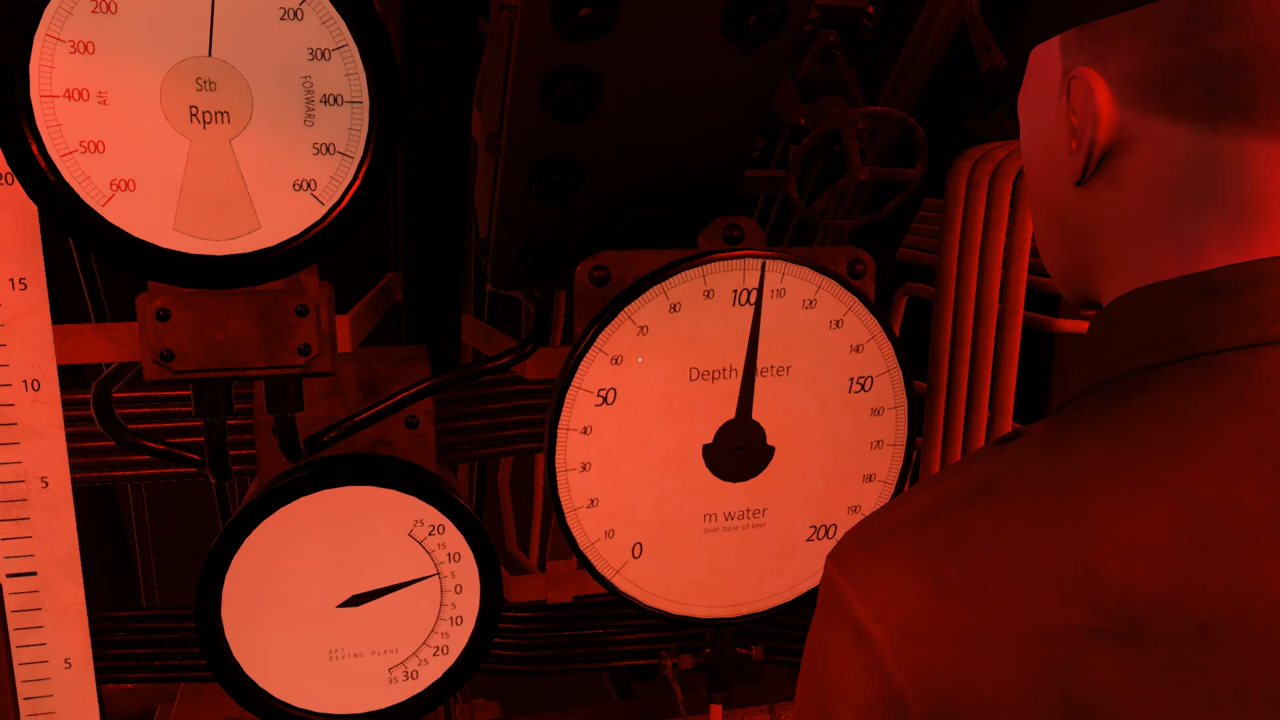 200 200
300 300
400 Aft FORWARD 400
500 500
600 600
Stb
Rpm
20
15
10
5
5
0 10 20 30 40 50 60 70 80 90 100 110 120 130 140 150 160 170 180 190 200
Depth meter
m water
over base of keel
25 20 15 10 5 0 5 10 15 20 25 30 35
AFT
DIVING PLANE